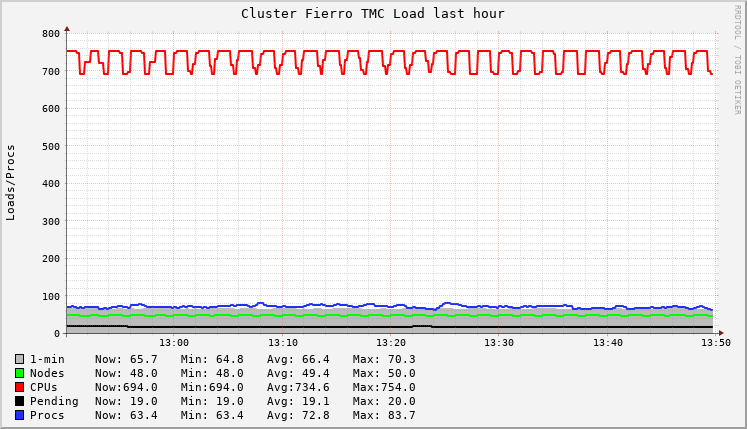 Cluster Fierro TMC Load last hour
RRDTOOL / TOBI OETIKER
Loads/Procs
800
700
600
500
400
300
200
100
0
13:00 13:10 13:20 13:30 13:40 13:50
1-min Now: 65.7 Min: 64.8 Avg: 66.4 Max: 70.3
Nodes Now: 48.0 Min: 48.0 Avg: 49.4 Max: 50.0
CPUs Now:694.0 Min:694.0 Avg:734.6 Max:754.0
Pending Now: 19.0 Min: 19.0 Avg: 19.1 Max: 20.0
Procs Now: 63.4 Min: 63.4 Avg: 72.8 Max: 83.7